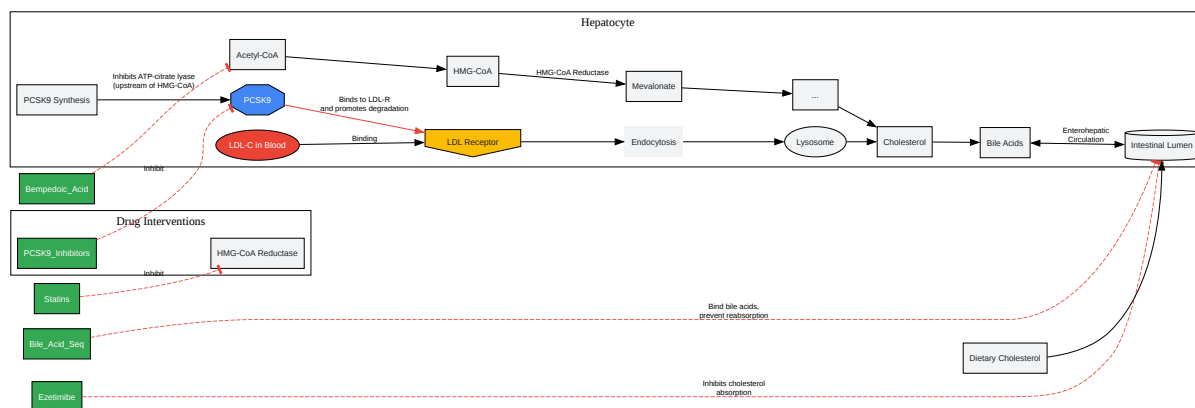 Hepatocyte
Acetyl-CoA
HMG-CoA
HMG-CoA Reductase
Mevalonate
...
Inhibits ATP-citrate lyase
(upstream of HMG-CoA)
PCSK9 Synthesis
PCSK9
Binds to LDL-R
and promotes degradation
LDL-C in Blood
Binding
LDL Receptor
Endocytosis
Lysosome
Cholesterol
Bile Acids
Enterohepatic
Circulation
Intestinal Lumen
Inhibit
Bempedoic_Acid
Drug Interventions
PCSK9_Inhibitors
HMG-CoA Reductase
Inhibit
Statins
Bind bile acids,
prevent reabsorption
Bile_Acid_Seq
Dietary Cholesterol
Inhibits cholesterol
absorption
Ezetimibe